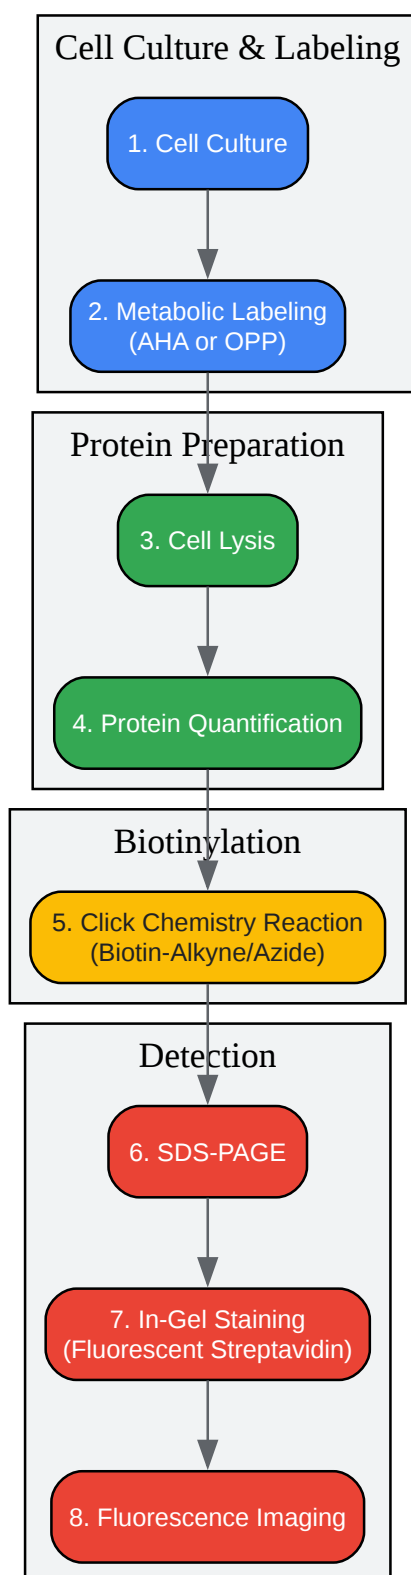 Cell Culture & Labeling
1. Cell Culture
2. Metabolic Labeling
(AHA or OPP)
Protein Preparation
3. Cell Lysis
4. Protein Quantification
Biotinylation
5. Click Chemistry Reaction
(Biotin-Alkyne/Azide)
Detection
6. SDS-PAGE
7. In-Gel Staining
(Fluorescent Streptavidin)
8. Fluorescence Imaging